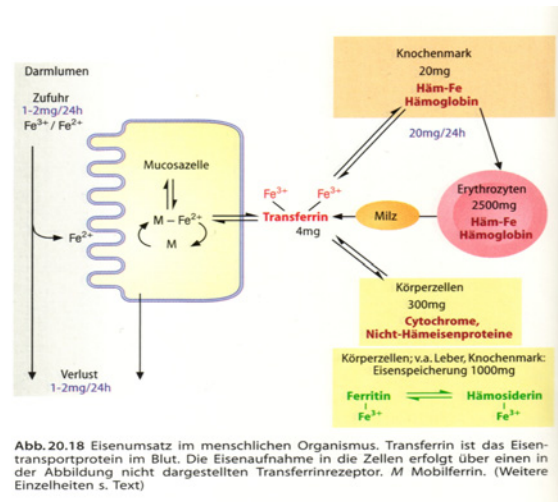 Darmlumen
Zufuhr
1-2mg/24h
Fe³⁺ / Fe²⁺
Fe²⁺
Verlust
1-2mg/24h
Mucosazelle
M – Fe²⁺
M
Fe³⁺ Fe³⁺
Transferrin
4mg
Knochenmark
20mg
Häm-Fe
Hämoglobin
20mg/24h
Erythrozyten
2500mg
Häm-Fe
Hämoglobin
Milz
Körperzellen
300mg
Cytochrome,
Nicht-Hämeisenproteine
Körperzellen; v.a. Leber, Knochenmark:
Eisenspeicherung 1000mg
Ferritin Hämosiderin
Fe³⁺ Fe³⁺
Abb. 20.18 Eisenumsatz im menschlichen Organismus. Transferrin ist das Eisen-
transportprotein im Blut. Die Eisenaufnahme in die Zellen erfolgt über einen in
der Abbildung nicht dargestellten Transferrinrezeptor. M Mobilferrin. (Weitere
Einzelheiten s. Text)